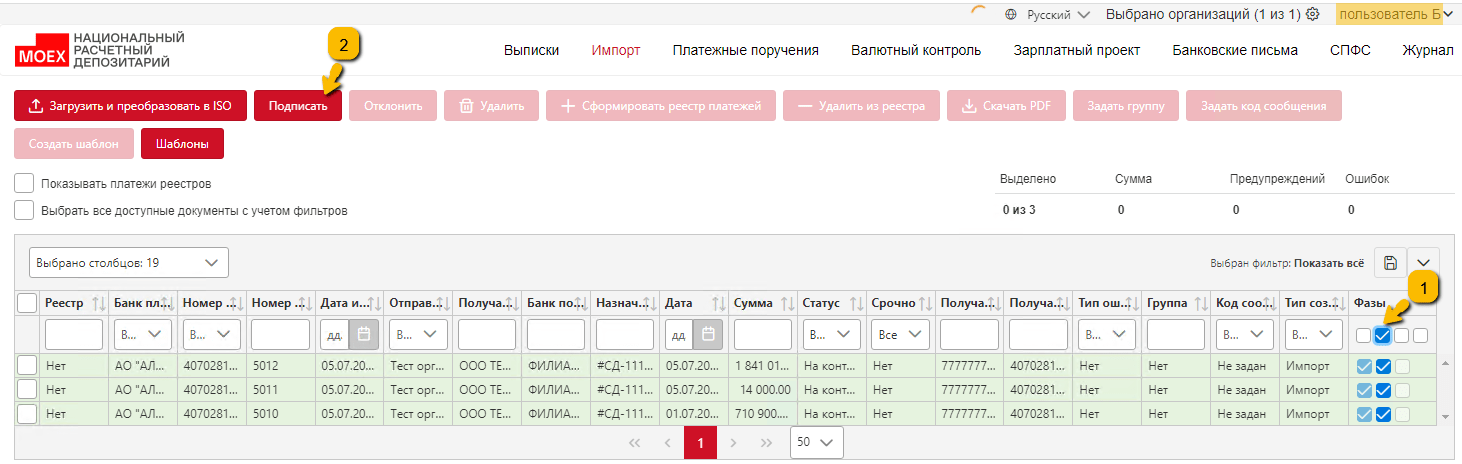 Русский Выбрано организаций (1 из 1) пользователь Б
MOEX НАЦИОНАЛЬНЫЙ РАСЧЕТНЫЙ ДЕПОЗИТАРИЙ
2
Выписки Импорт Платежные поручения Валютный контроль Зарплатный проект Банковские письма СПФС Журнал
Загрузить и преобразовать в ISO Подписать Отклонить Удалить Сформировать реестр платежей Удалить из реестра Скачать PDF Задать группу Задать код сообщения
Создать шаблон Шаблоны
Показывать платежи реестров
Выбрать все доступные документы с учетом фильтров
Выделено Сумма Предупреждений Ошибок
0 из 3 0 0 0
Выбрано столбцов: 19 Выбран фильтр: Показать всё
1
Реестр Банк пл... Номер ... Номер ... Дата и... Отправ... Получа... Банк по... Назнач... Дата Сумма Статус Срочно Получа... Получа... Тип ош... Группа Код соо... Тип соз... Фазы
В... В... дд. В... дд В... Все В... В... В...
Нет АО "АЛ... 4070281... 5012 05.07.20... Тест орг... ООО ТЕ... ФИЛИА... #СД-111... 05.07.20... 1 841 01... На конт... Нет 7777777... 4070281... Нет Нет Не задан Импорт
Нет АО "АЛ... 4070281... 5011 05.07.20... Тест орг... ООО ТЕ... ФИЛИА... #СД-111... 05.07.20... 14 000.00 На конт... Нет 7777777... 4070281... Нет Нет Не задан Импорт
Нет АО "АЛ... 4070281... 5010 05.07.20... Тест орг... ООО ТЕ... ФИЛИА... #СД-111... 01.07.20... 710 900.... На конт... Нет 7777777... 4070281... Нет Нет Не задан Импорт
1 50